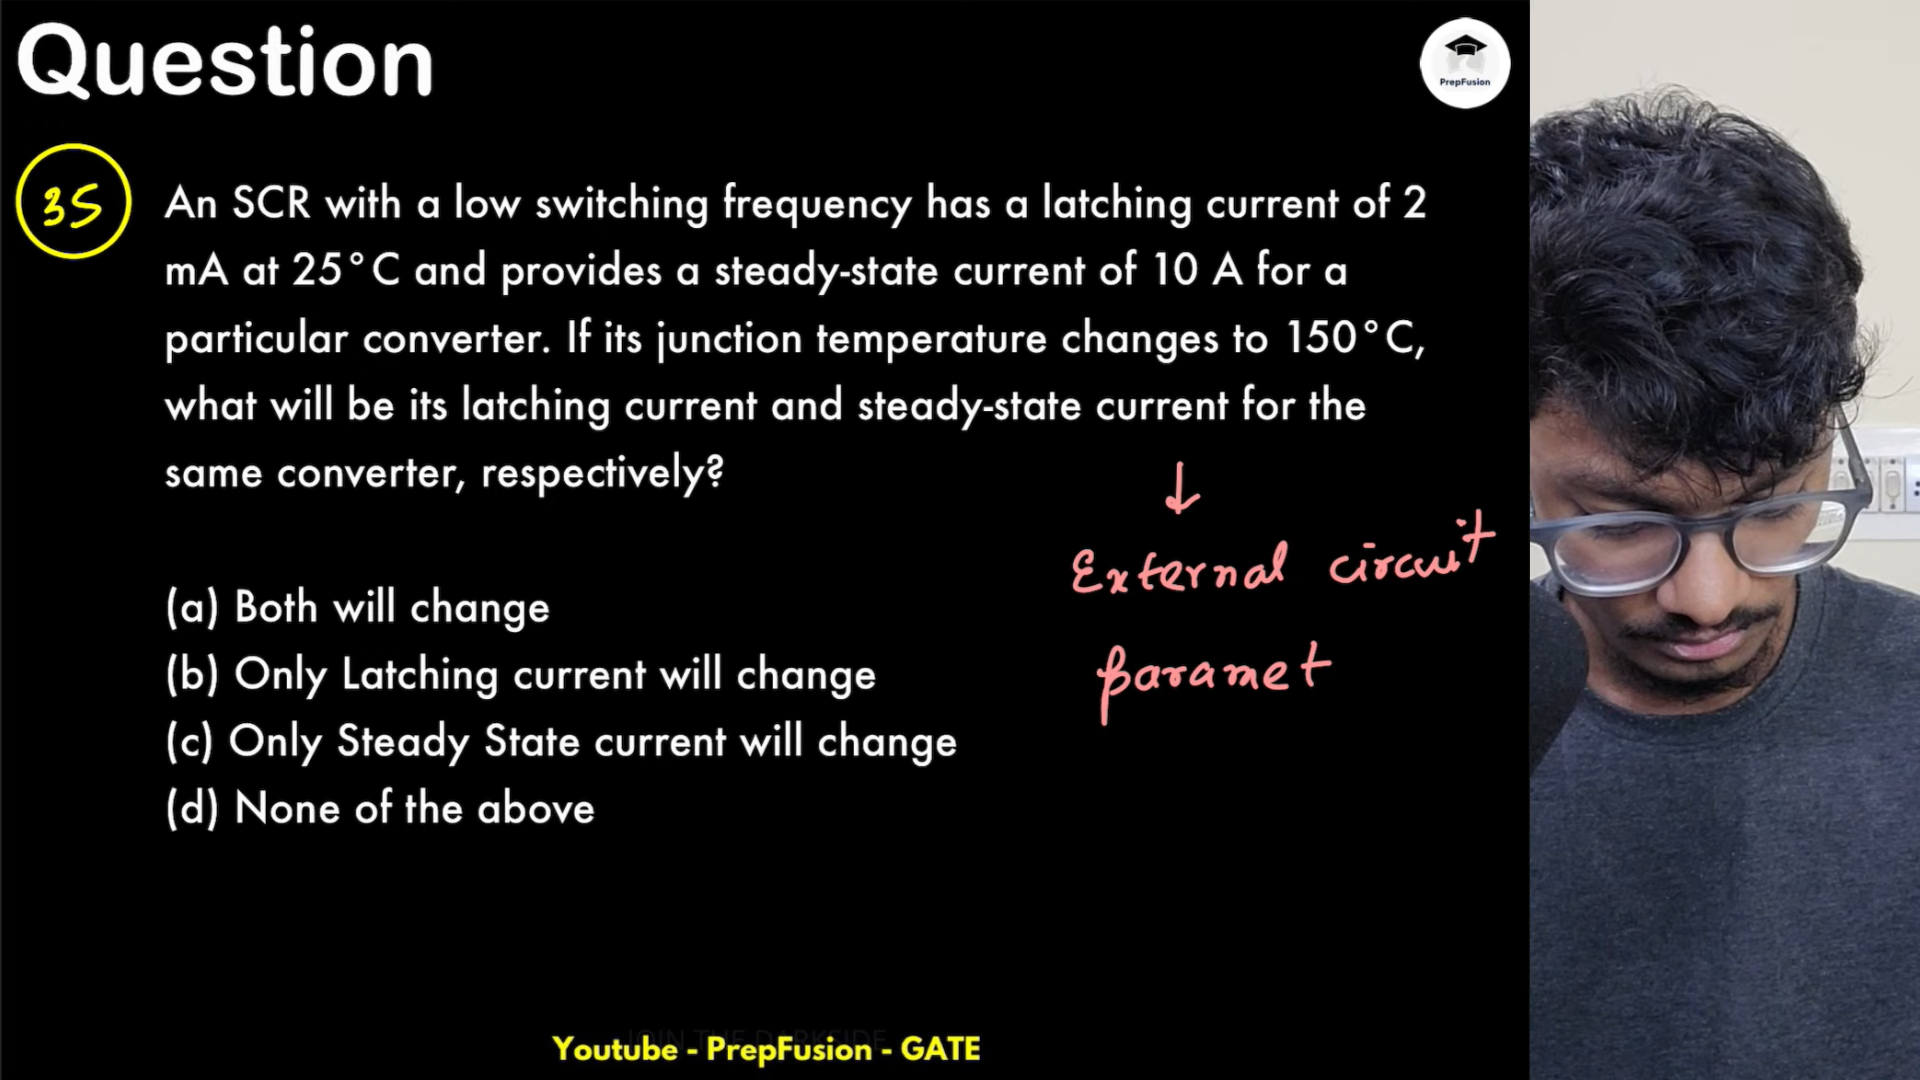 Question
PrepFusion
35
An SCR with a low switching frequency has a latching current of 2
mA at 25°C and provides a steady-state current of 10 A for a
particular converter. If its junction temperature changes to 150°C,
what will be its latching current and steady-state current for the
same converter, respectively?
External circuit
paramet
(a) Both will change
(b) Only Latching current will change
(c) Only Steady State current will change
(d) None of the above
JOIN THE DARKSIDE
Youtube - PrepFusion - GATE